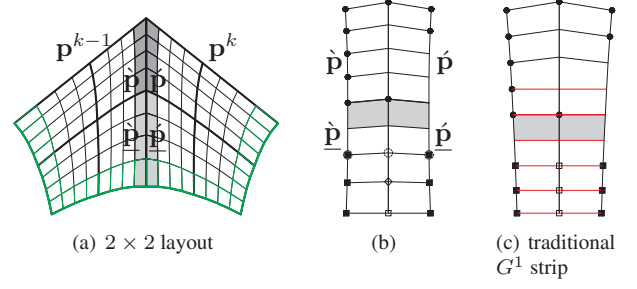 p^{k−1} p^k
p̀ ṕ
p̲̀ ṕ̲
(a) 2 × 2 layout
p̀ ṕ
p̲̀ ṕ̲
(b)
(c) traditional
G^1 strip